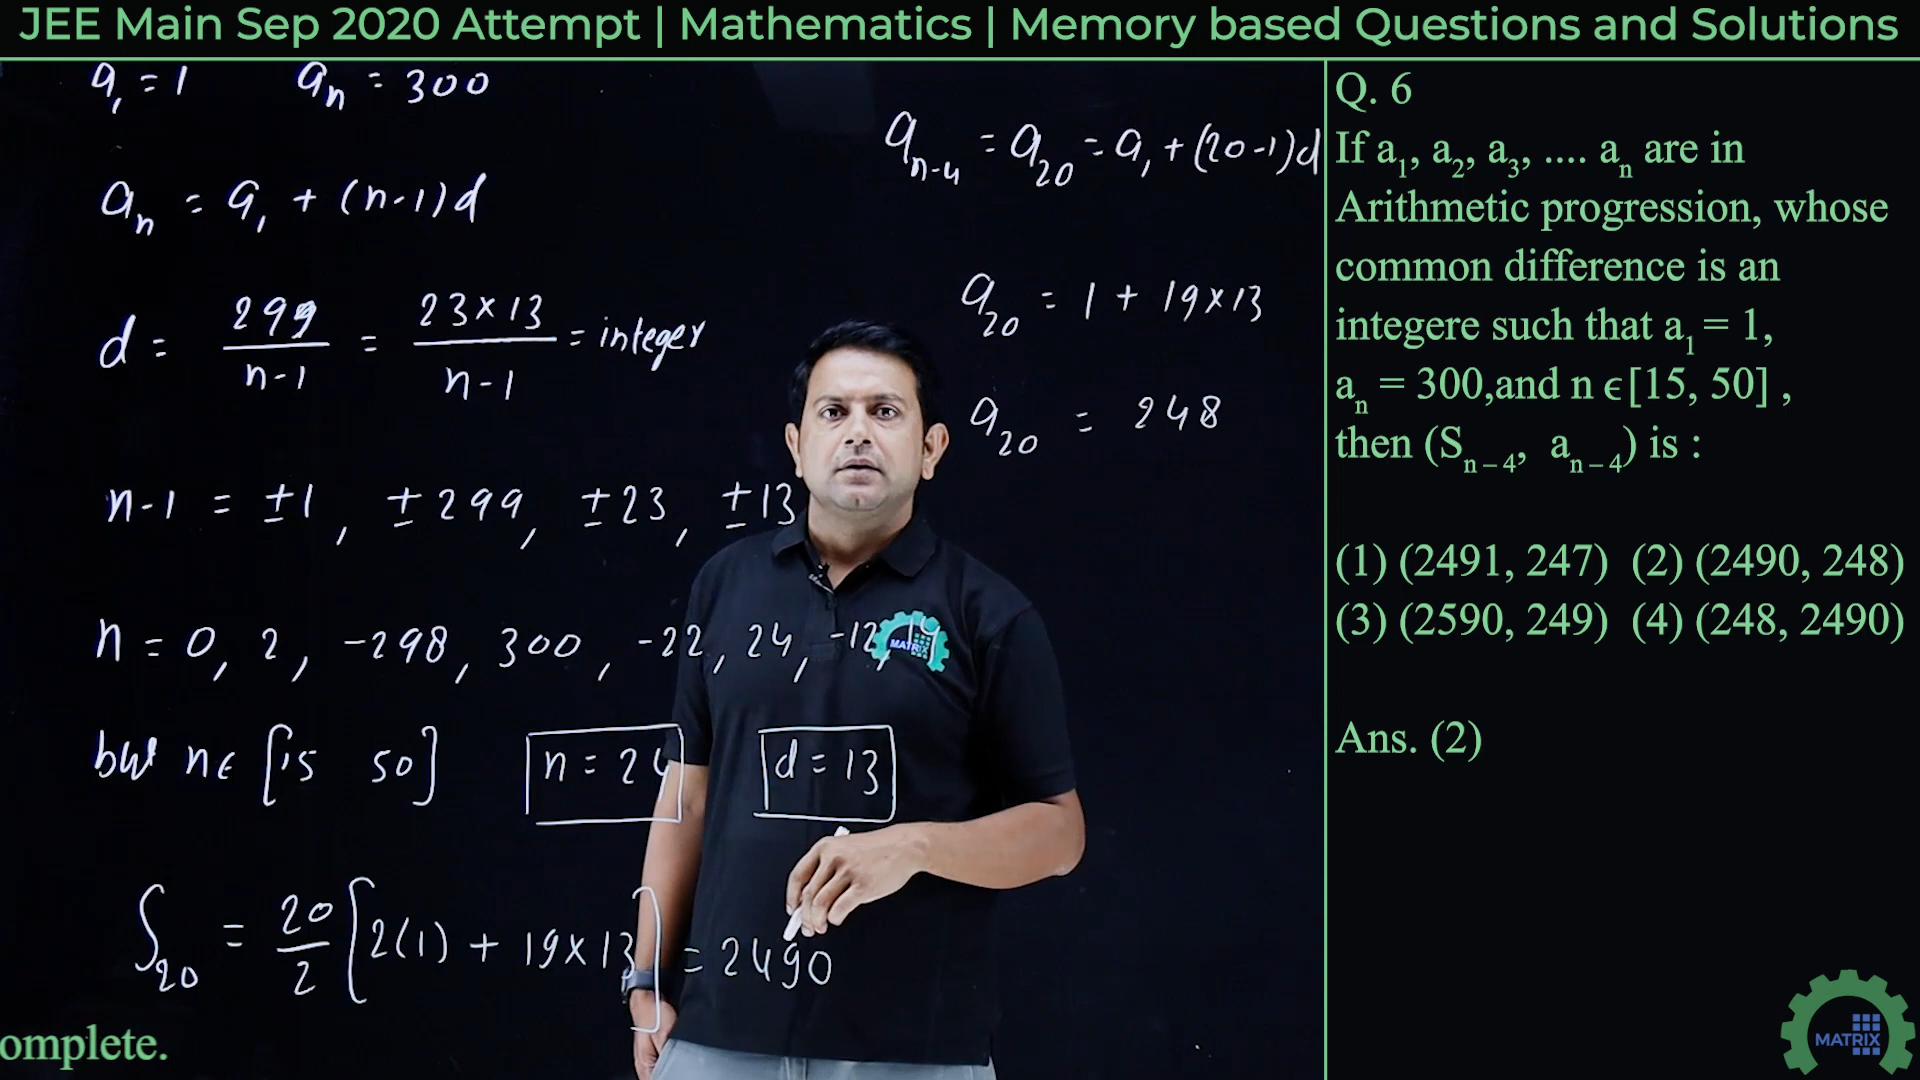 JEE Main Sep 2020 Attempt | Mathematics | Memory based Questions and Solutions
a₁ = 1 aₙ = 300
aₙ = a₁ + (n-1)d
d = 299/(n-1) = 23×13/(n-1) = integer
n-1 = ±1, ±299, ±23, ±13
n = 0, 2, -298, 300, -22, 24, -12, 14
but n ϵ [15 50] n = 24 d = 13
S₂₀ = 20/2 [2(1) + 19×13] = 2490
aₙ₋₄ = a₂₀ = a₁ + (20-1)d
a₂₀ = 1 + 19×13
a₂₀ = 248
MATRIX
omplete.
Q. 6
If a₁, a₂, a₃, .... aₙ are in
Arithmetic progression, whose
common difference is an
integere such that a₁ = 1,
aₙ = 300,and n ϵ [15, 50] ,
then (Sₙ₋₄, aₙ₋₄) is :
(1) (2491, 247) (2) (2490, 248)
(3) (2590, 249) (4) (248, 2490)
Ans. (2)
MATRIX